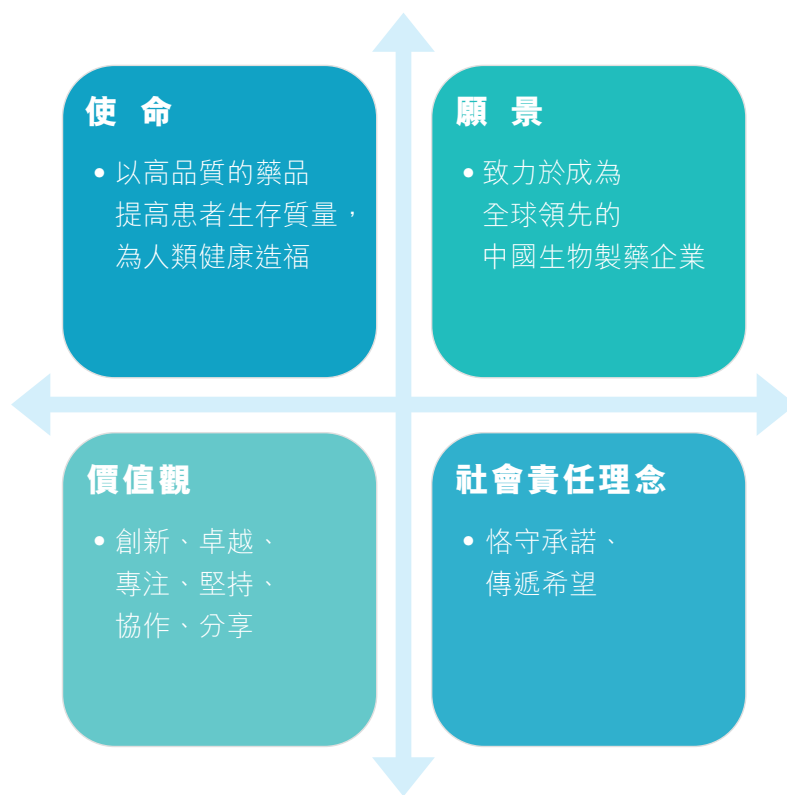 使 命
• 以高品質的藥品
提高患者生存質量，
為人類健康造福
願 景
• 致力於成為
全球領先的
中國生物製藥企業
價值觀
• 創新、卓越、
專注、堅持、
協作、分享
社會責任理念
• 恪守承諾、
傳遞希望